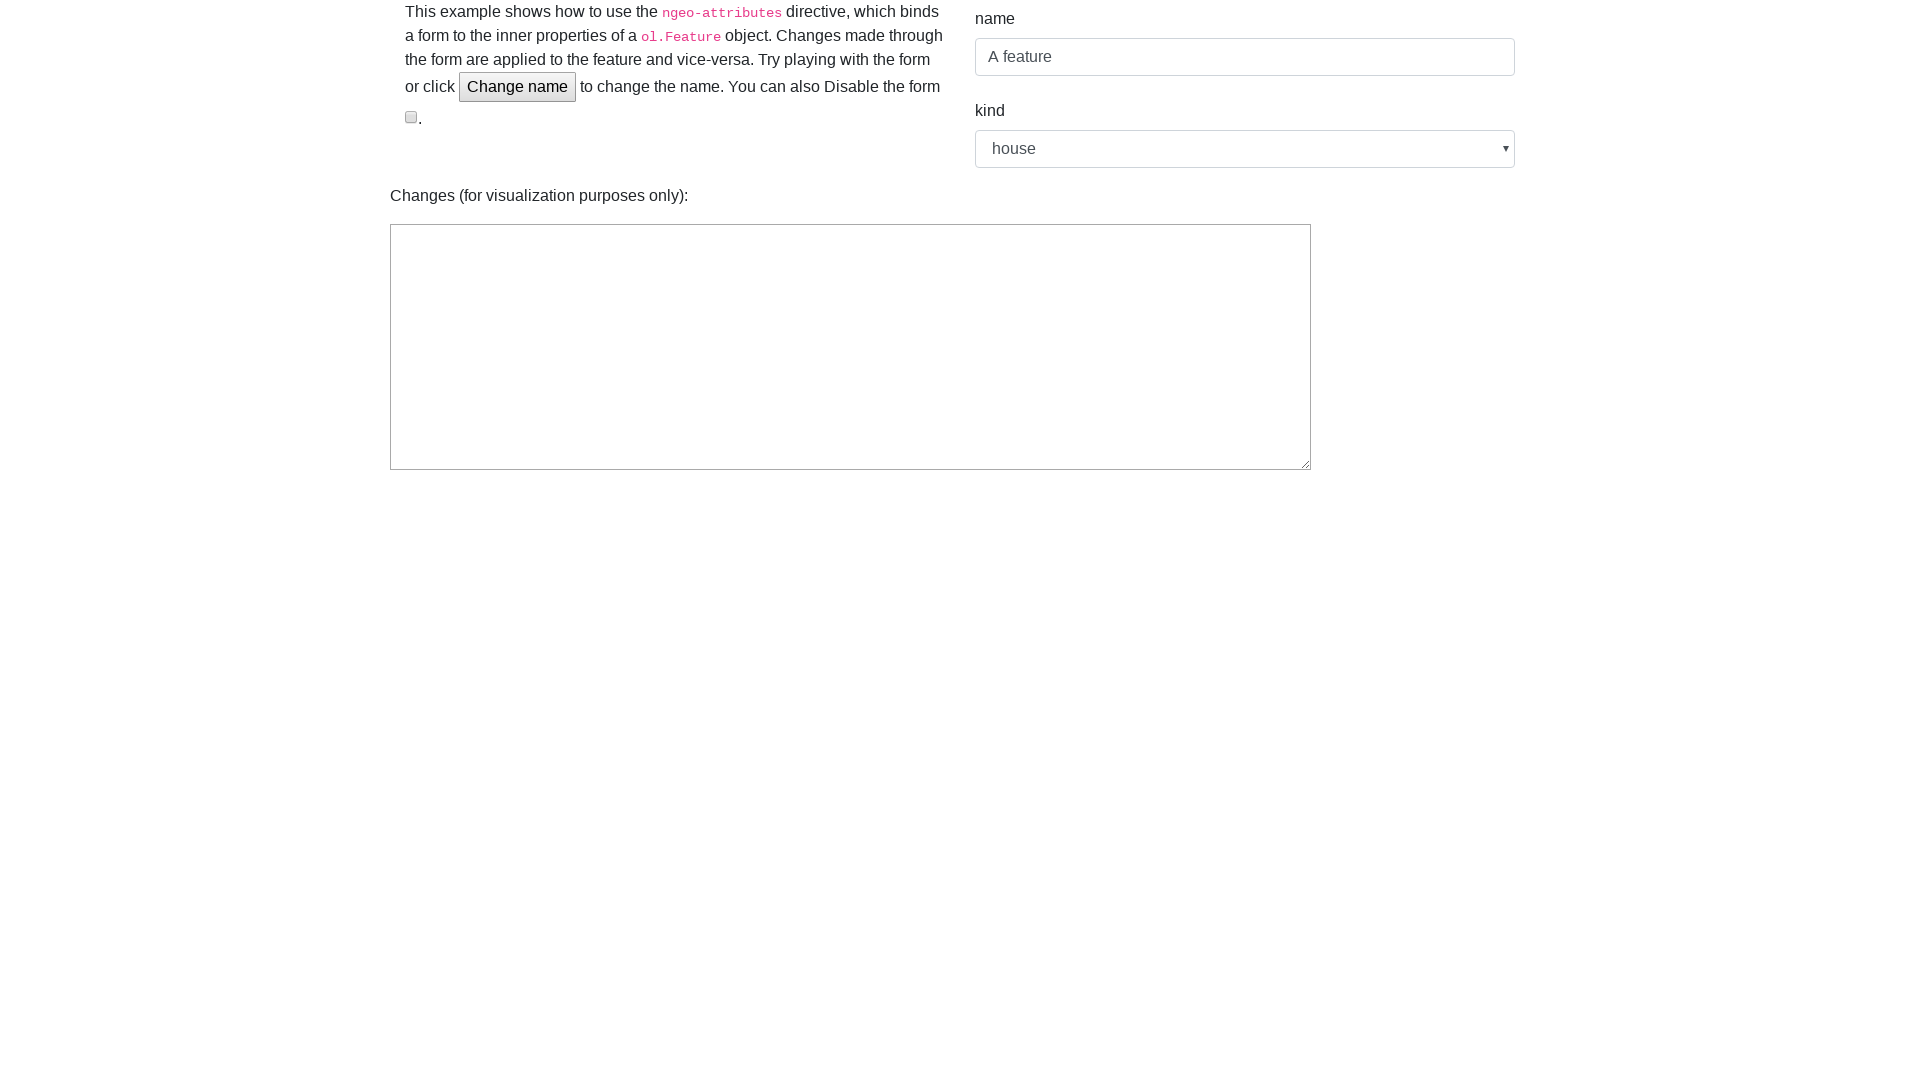 This example shows how to use the ngeo-attributes directive, which binds
a form to the inner properties of a ol.Feature object. Changes made through
the form are applied to the feature and vice-versa. Try playing with the form
or click Change name to change the name. You can also Disable the form
.
name
A feature
kind
house
Changes (for visualization purposes only):